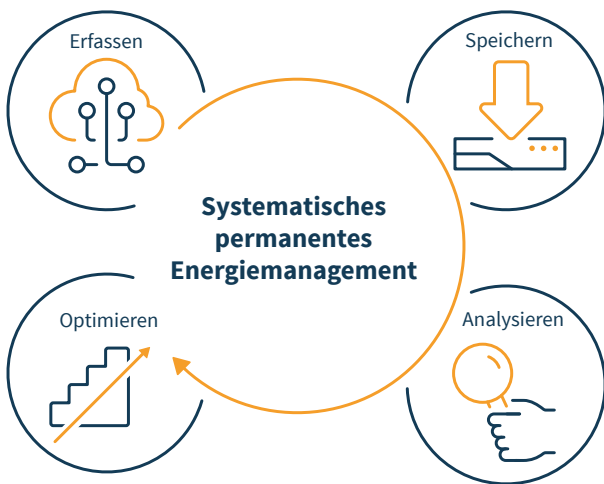 Erfassen
Speichern
Systematisches
permanentes
Energiemanagement
Optimieren
Analysieren